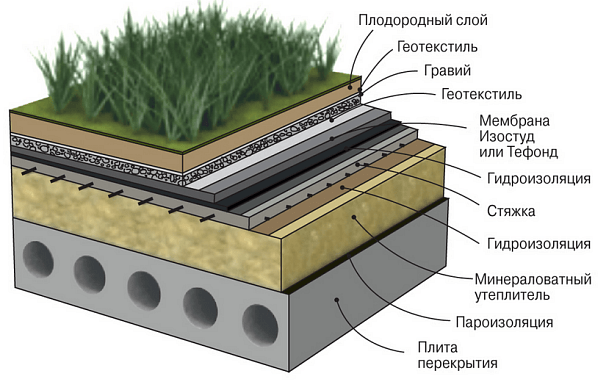 Плодородный слой
Геотекстиль
Гравий
Геотекстиль
Мембрана
Изостуд
или Тефонд
Гидроизоляция
Стяжка
Гидроизоляция
Минераловатный
утеплитель
Пароизоляция
Плита
перекрытия